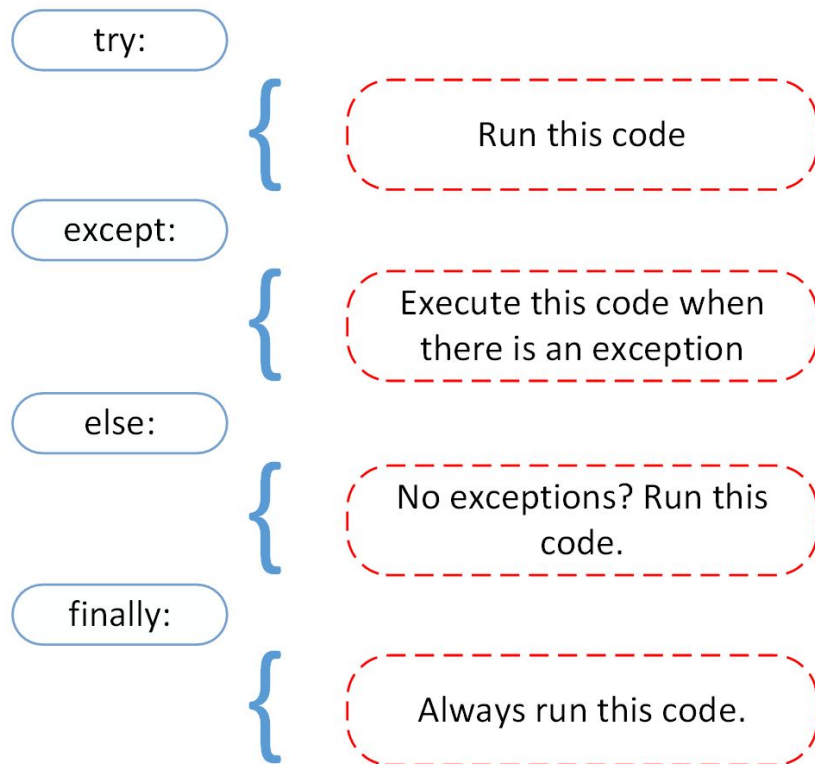 try:
Run this code
except:
Execute this code when
there is an exception
else:
No exceptions? Run this
code.
finally:
Always run this code.